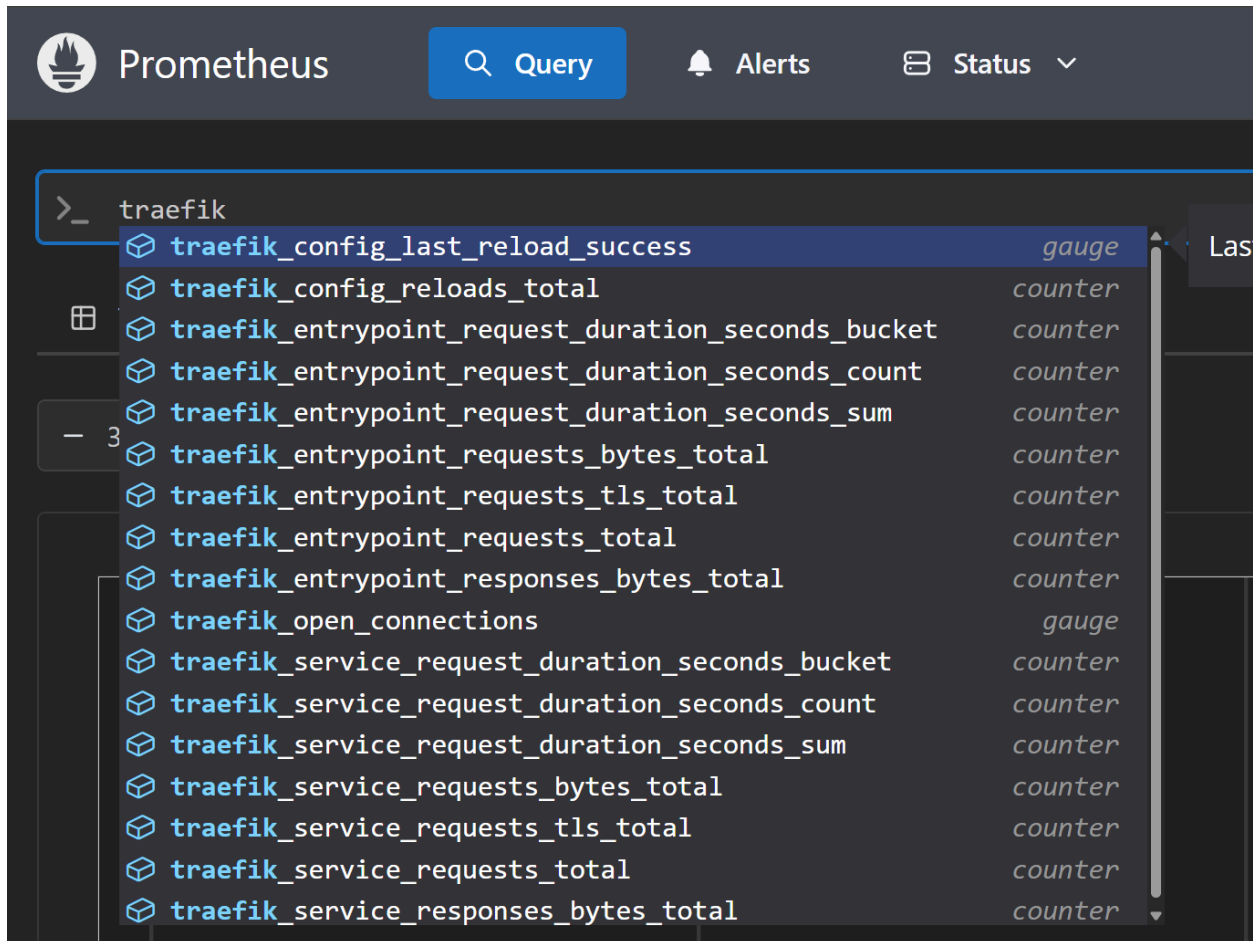 Prometheus Query Alerts Status
traefik
traefik_config_last_reload_success gauge
traefik_config_reloads_total counter
traefik_entrypoint_request_duration_seconds_bucket counter
traefik_entrypoint_request_duration_seconds_count counter
traefik_entrypoint_request_duration_seconds_sum counter
traefik_entrypoint_requests_bytes_total counter
traefik_entrypoint_requests_tls_total counter
traefik_entrypoint_requests_total counter
traefik_entrypoint_responses_bytes_total counter
traefik_open_connections gauge
traefik_service_request_duration_seconds_bucket counter
traefik_service_request_duration_seconds_count counter
traefik_service_request_duration_seconds_sum counter
traefik_service_requests_bytes_total counter
traefik_service_requests_tls_total counter
traefik_service_requests_total counter
traefik_service_responses_bytes_total counter